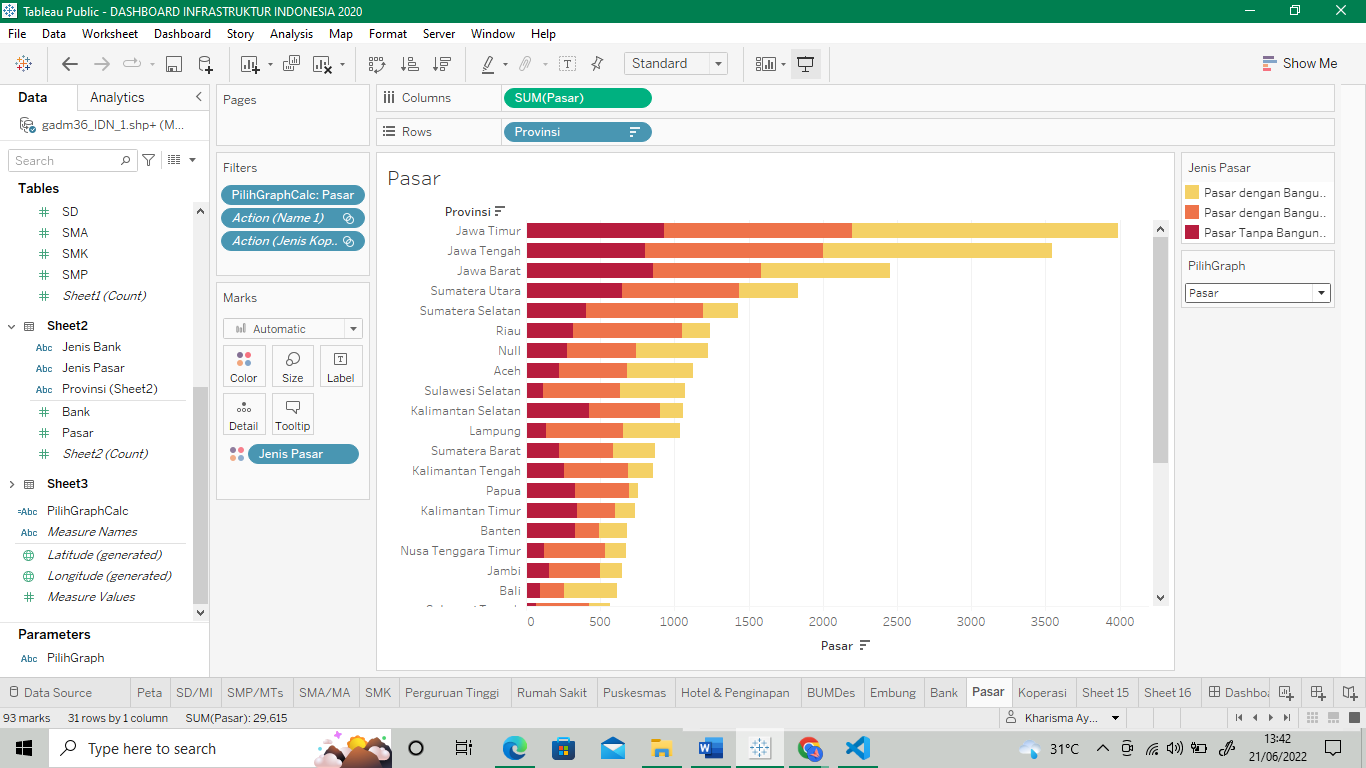 Tableau Public - DASHBOARD INFRASTRUKTUR INDONESIA 2020
File Data Worksheet Dashboard Story Analysis Map Format Server Window Help
Standard
Show Me
Data Analytics
gadm36_IDN_1.shp+ (M...
Search
Tables
SD
SMA
SMK
SMP
Sheet1 (Count)
Sheet2
Abc Jenis Bank
Abc Jenis Pasar
Abc Provinsi (Sheet2)
Bank
Pasar
Sheet2 (Count)
Sheet3
=Abc PilihGraphCalc
Abc Measure Names
Latitude (generated)
Longitude (generated)
Measure Values
Parameters
Abc PilihGraph
Pages
Filters
PilihGraphCalc: Pasar
Action (Name 1)
Action (Jenis Kop..
Marks
Automatic
Color Size Label
Detail Tooltip
Jenis Pasar
Columns SUM(Pasar)
Rows Provinsi
Pasar
Provinsi
Jawa Timur
Jawa Tengah
Jawa Barat
Sumatera Utara
Sumatera Selatan
Riau
Null
Aceh
Sulawesi Selatan
Kalimantan Selatan
Lampung
Sumatera Barat
Kalimantan Tengah
Papua
Kalimantan Timur
Banten
Nusa Tenggara Timur
Jambi
Bali
0 500 1000 1500 2000 2500 3000 3500 4000
Pasar
Jenis Pasar
Pasar dengan Bangu..
Pasar dengan Bangu..
Pasar Tanpa Bangun..
PilihGraph
Pasar
Data Source Peta SD/MI SMP/MTs SMA/MA SMK Perguruan Tinggi Rumah Sakit Puskesmas Hotel & Penginapan BUMDes Embung Bank Pasar Koperasi Sheet 15 Sheet 16 Dashboa
93 marks 31 rows by 1 column SUM(Pasar): 29,615
Kharisma Ay...
Type here to search
31°C
13:42
21/06/2022